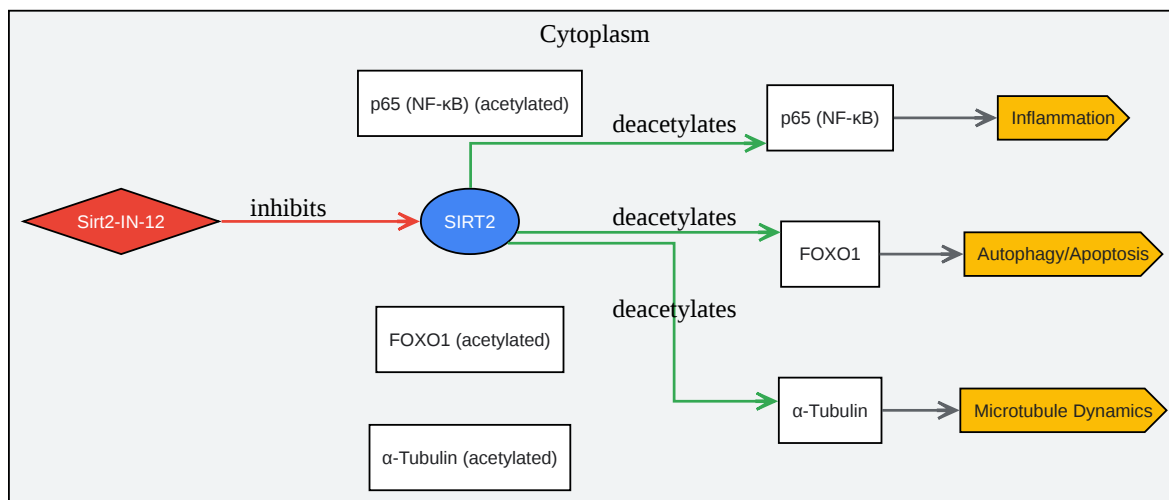 Cytoplasm
p65 (NF-κB) (acetylated)
deacetylates
p65 (NF-κB)
Inflammation
Sirt2-IN-12
inhibits
SIRT2
deacetylates
FOXO1
Autophagy/Apoptosis
deacetylates
FOXO1 (acetylated)
α-Tubulin
Microtubule Dynamics
α-Tubulin (acetylated)